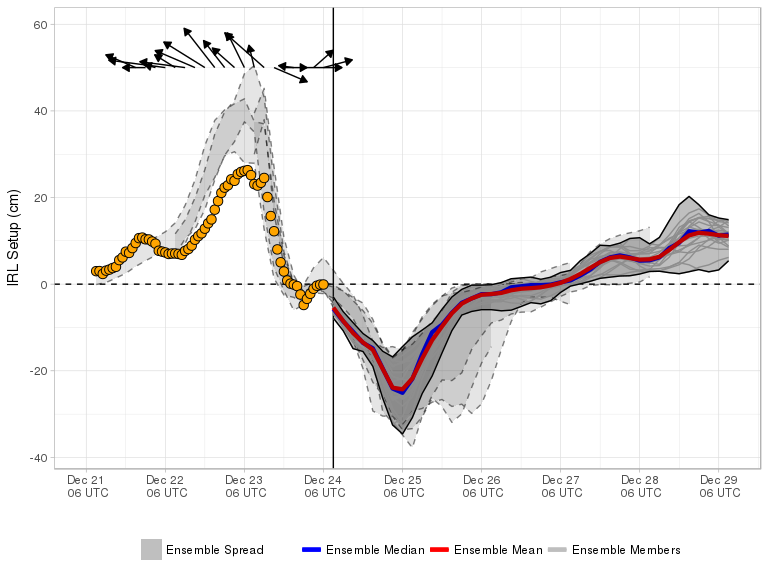 60
40
20
0
-20
-40
IRL Setup (cm)
Dec 21 Dec 22 Dec 23 Dec 24 Dec 25 Dec 26 Dec 27 Dec 28 Dec 29
06 UTC 06 UTC 06 UTC 06 UTC 06 UTC 06 UTC 06 UTC 06 UTC 06 UTC
Ensemble Spread Ensemble Median Ensemble Mean Ensemble Members